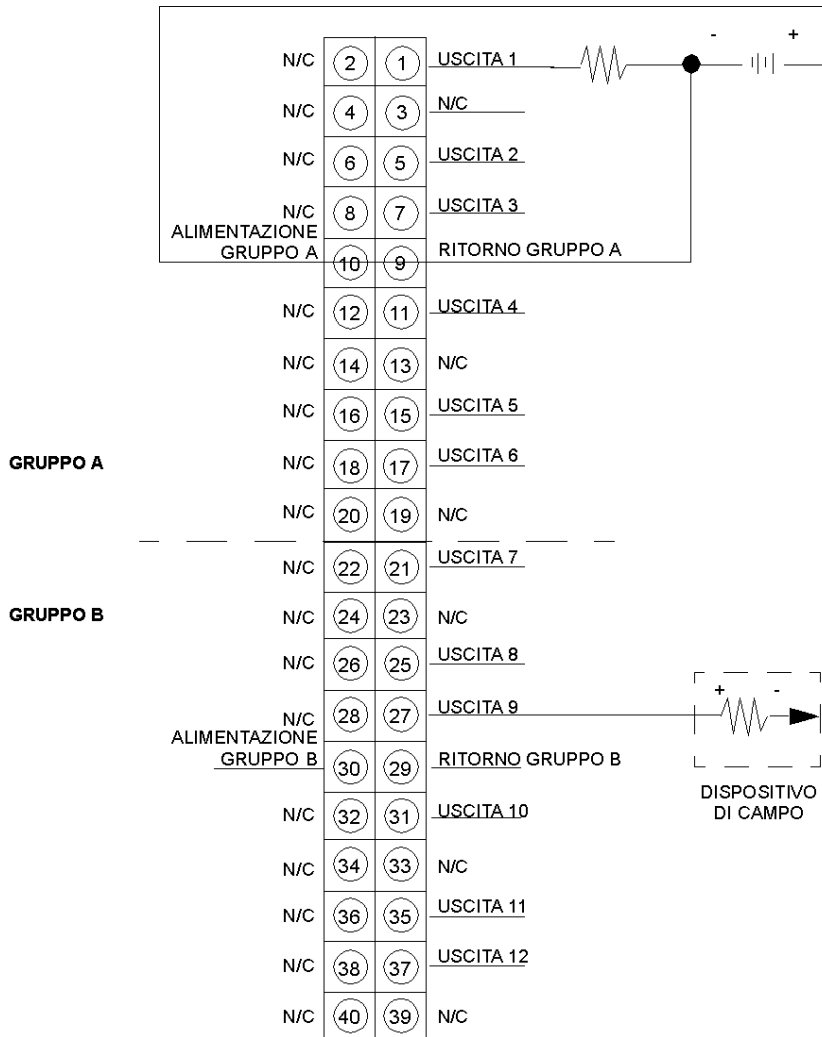 - +
N/C 2 1 USCITA 1
N/C 4 3 N/C
N/C 6 5 USCITA 2
N/C 8 7 USCITA 3
ALIMENTAZIONE
GRUPPO A 10 9 RITORNO GRUPPO A
N/C 12 11 USCITA 4
N/C 14 13 N/C
N/C 16 15 USCITA 5
GRUPPO A N/C 18 17 USCITA 6
N/C 20 19 N/C
N/C 22 21 USCITA 7
GRUPPO B N/C 24 23 N/C
N/C 26 25 USCITA 8
+ -
N/C 28 27 USCITA 9
ALIMENTAZIONE
GRUPPO B 30 29 RITORNO GRUPPO B
DISPOSITIVO
DI CAMPO
N/C 32 31 USCITA 10
N/C 34 33 N/C
N/C 36 35 USCITA 11
N/C 38 37 USCITA 12
N/C 40 39 N/C